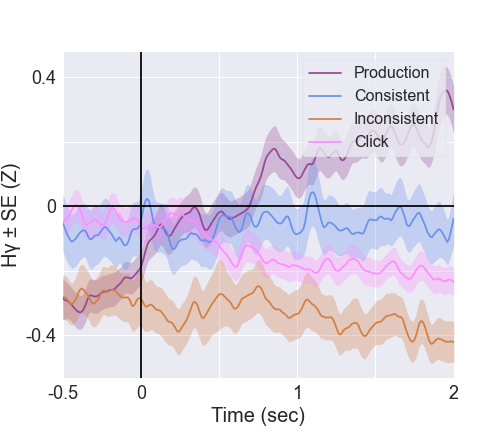 Production
Consistent
Inconsistent
Click
0.4
0
-0.4
Hγ ± SE (Z)
-0.5
0
1
2
Time (sec)